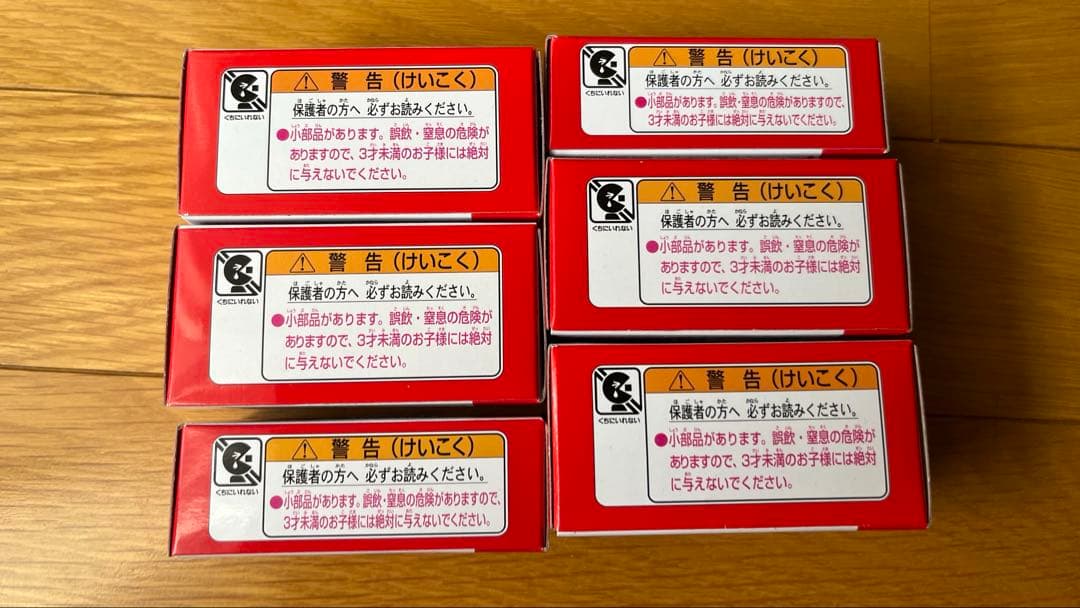 くちにいれない
警告(けいこく)
保護者の方へ 必ずお読みください。
●小部品があります。誤飲・窒息の危険が
ありますので、3才未満のお子様には絶対
に与えないでください。
くちにいれない
警告(けいこく)
保護者の方へ 必ずお読みください。
●小部品があります。誤飲・窒息の危険が
ありますので、3才未満のお子様には絶対
に与えないでください。
くちにいれない
警告(けいこく)
保護者の方へ 必ずお読みください。
●小部品があります。誤飲・窒息の危険がありますので、
3才未満のお子様には絶対に与えないでください。
くちにいれない
警告(けいこく)
保護者の方へ 必ずお読みください。
●小部品があります。誤飲・窒息の危険がありますので、
3才未満のお子様には絶対に与えないでください。
くちにいれない
警告(けいこく)
保護者の方へ 必ずお読みください。
●小部品があります。誤飲・窒息の危険が
ありますので、3才未満のお子様には絶対
に与えないでください。
くちにいれない
警告(けいこく)
保護者の方へ 必ずお読みください。
●小部品があります。誤飲・窒息の危険が
ありますので、3才未満のお子様には絶対
に与えないでください。